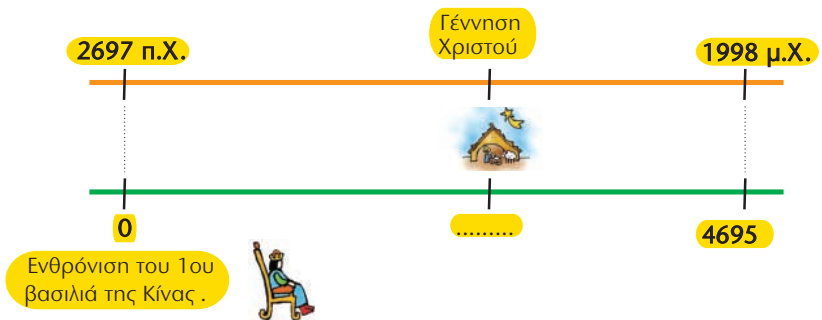 Γέννηση
Χριστού
2697 π.Χ.
1998 μ.Χ.
0
.........
4695
Ενθρόνιση του 1ου
βασιλιά της Κίνας .